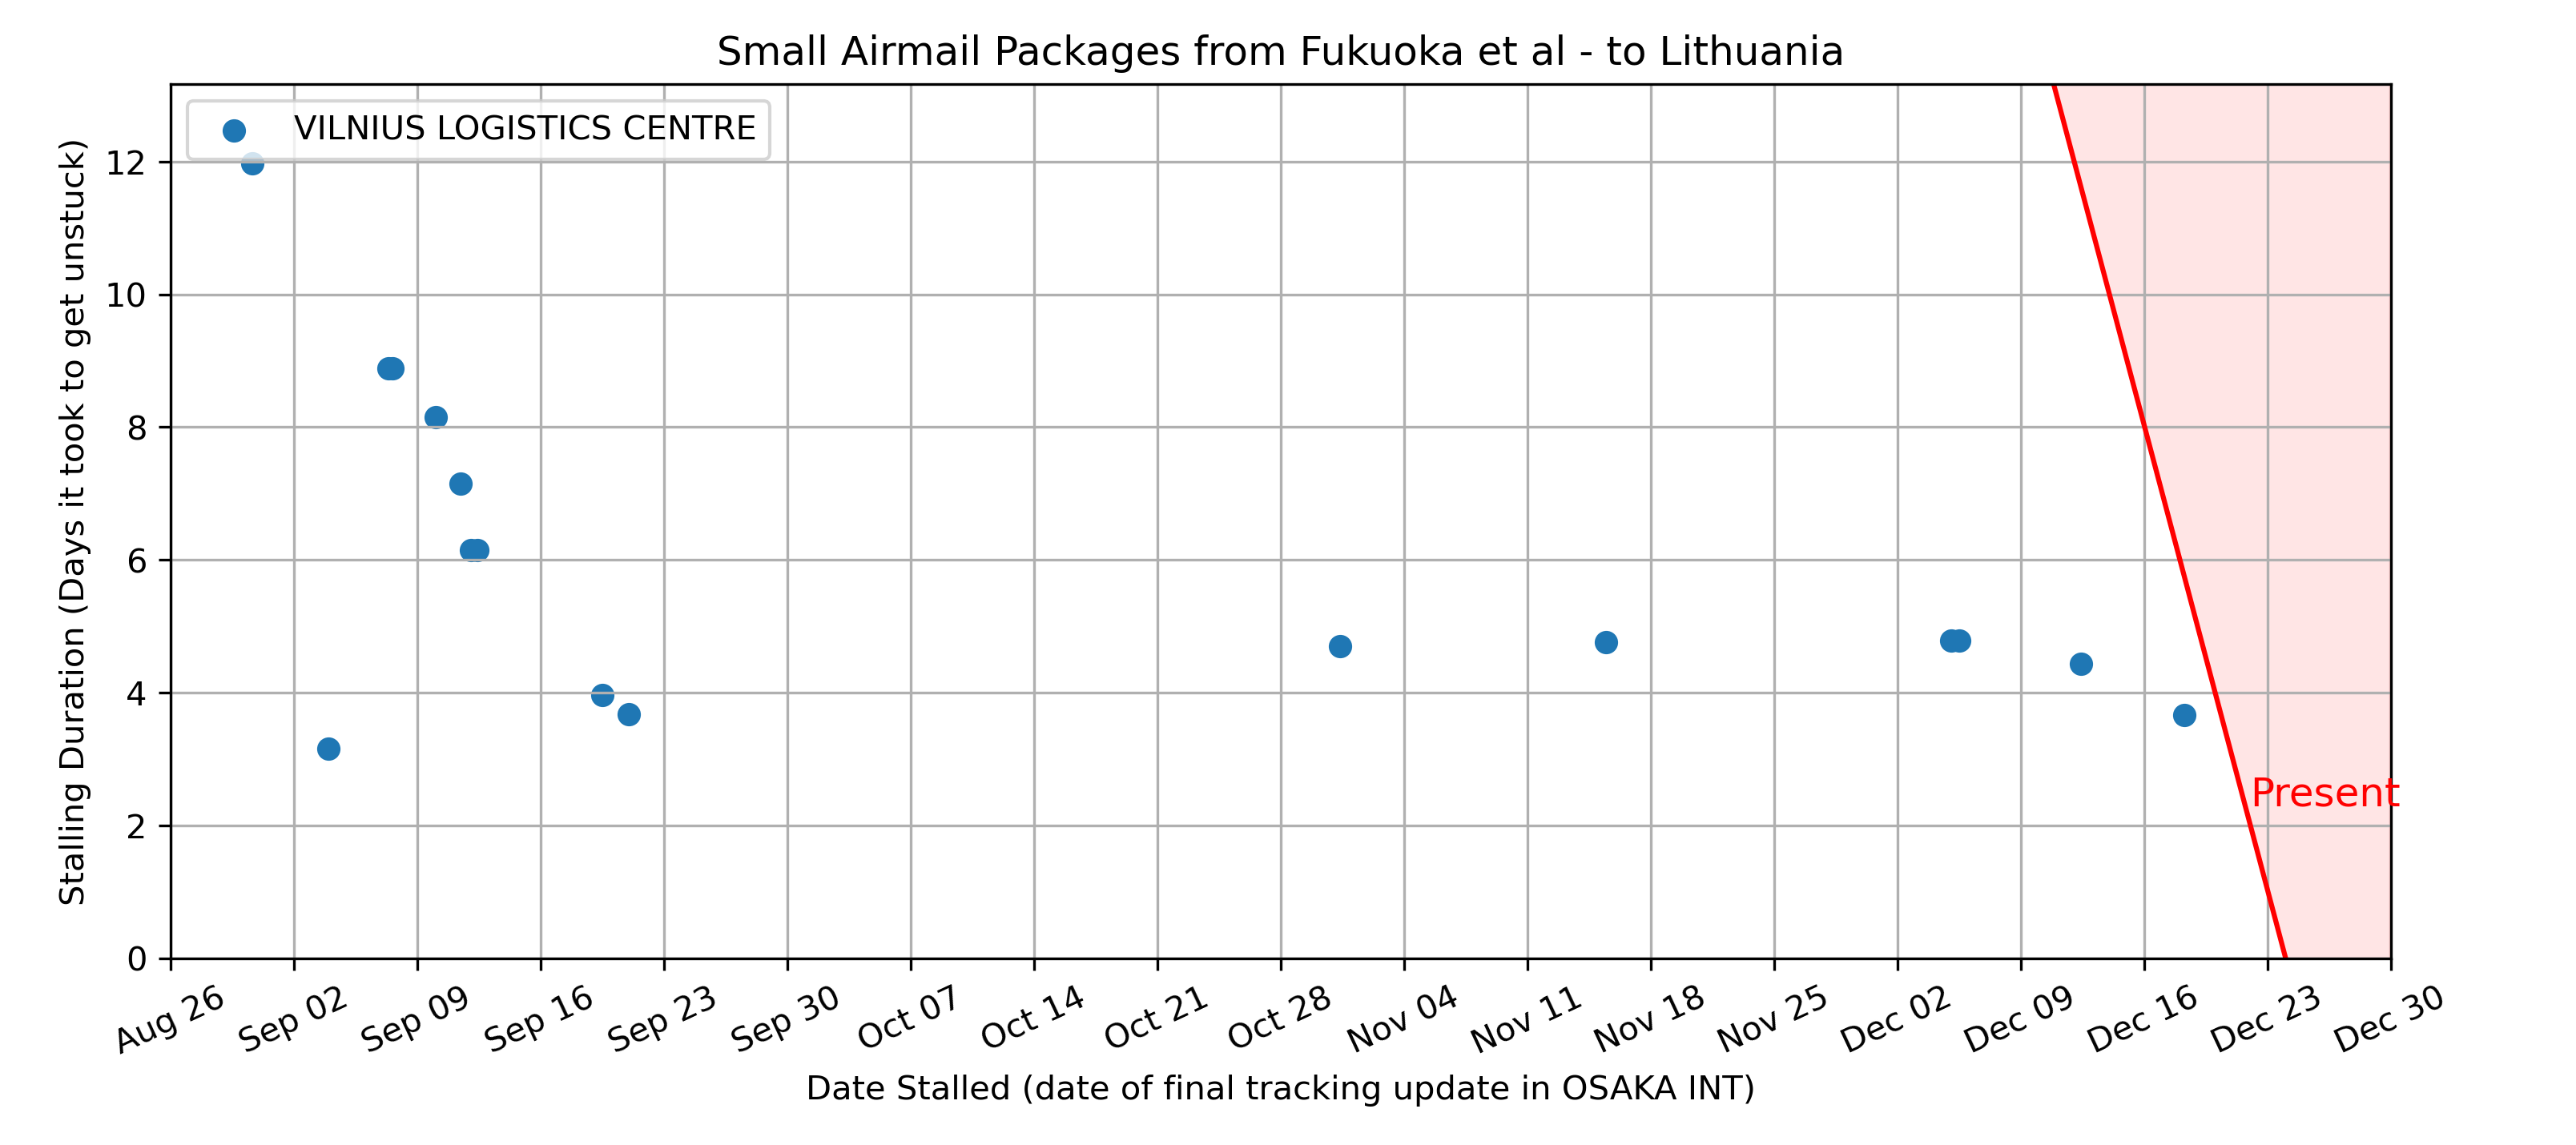 Small Airmail Packages from Fukuoka et al - to Lithuania
VILNIUS LOGISTICS CENTRE
Stalling Duration (Days it took to get unstuck)
12
10
8
6
4
2
0
Present
Aug 26
Sep 02
Sep 09
Sep 16
Sep 23
Sep 30
Oct 07
Oct 14
Oct 21
Oct 28
Nov 04
Nov 11
Nov 18
Nov 25
Dec 02
Dec 09
Dec 16
Dec 23
Dec 30
Date Stalled (date of final tracking update in OSAKA INT)